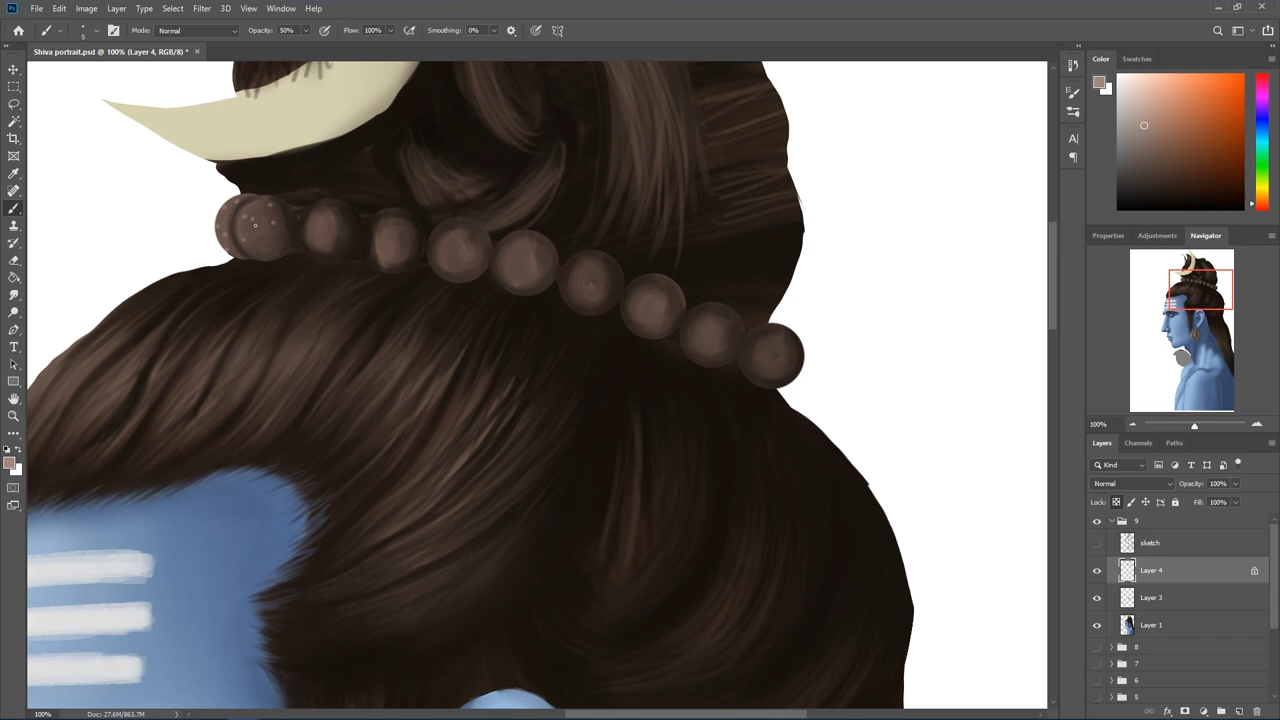 File Edit Image Layer Type Select Filter 3D View Window Help
5 Mode: Normal Opacity: 50% Flow: 100% Smoothing: 0%
Shiva portrait.psd @ 100% (Layer 4, RGB/8) *
Color Swatches
Properties Adjustments Navigator
100%
Layers Channels Paths
Kind
Normal Opacity: 100%
Lock: Fill: 100%
9
sketch
Layer 4
Layer 3
Layer 1
8
7
6
5
100% Doc: 27.6M/863.7M